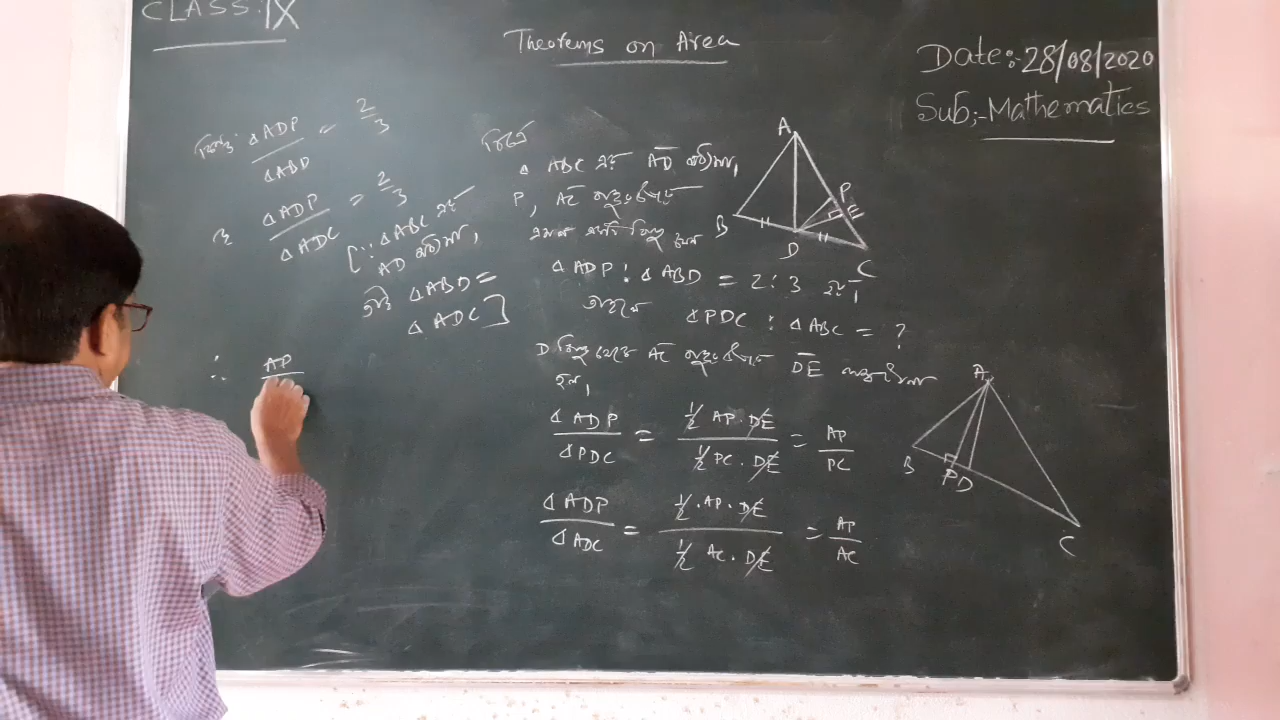 CLASS: IX
Theorems on Area
Date:- 28/08/2020
Sub;- Mathematics
△ABC এর AD মধ্যমা,
P, AC বাহুর উপর
এমন একটি বিন্দু যেন
△ADP : △ABD = 2 : 3 হয়।
△PDC : △ABC = ?
D বিন্দু থেকে AC বাহুর উপর DE
হল,
△ADP/△PDC = ½ AP · DE/½ PC · DE = AP/PC
△ADP/△ADC = ½ · AP · DE/½ AC · DE = AP/AC
△ADP/△ABD = 2/3
বা △ADP/△ADC = 2/3
[∵ △ABC এর
AD মধ্যমা,
তাই △ABD =
△ADC]
∴ AP
A
P
E
B
D
C
A
B
P D
C